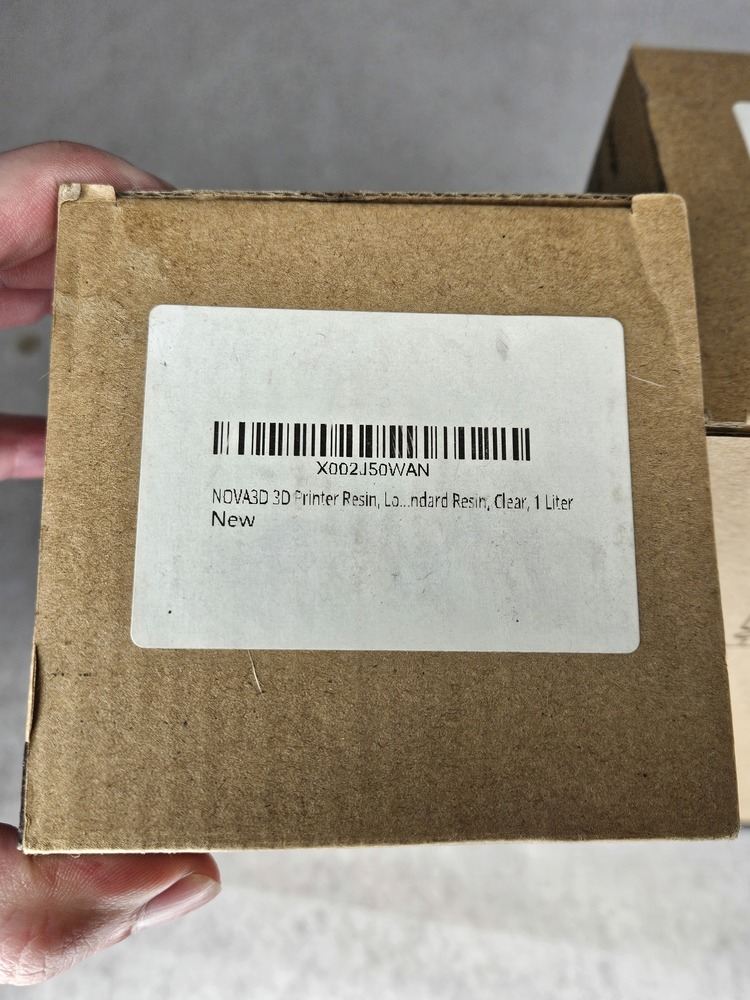 X002J50WAN
NOVA3D 3D Printer Resin, Lo...ndard Resin, Clear, 1 Liter
New